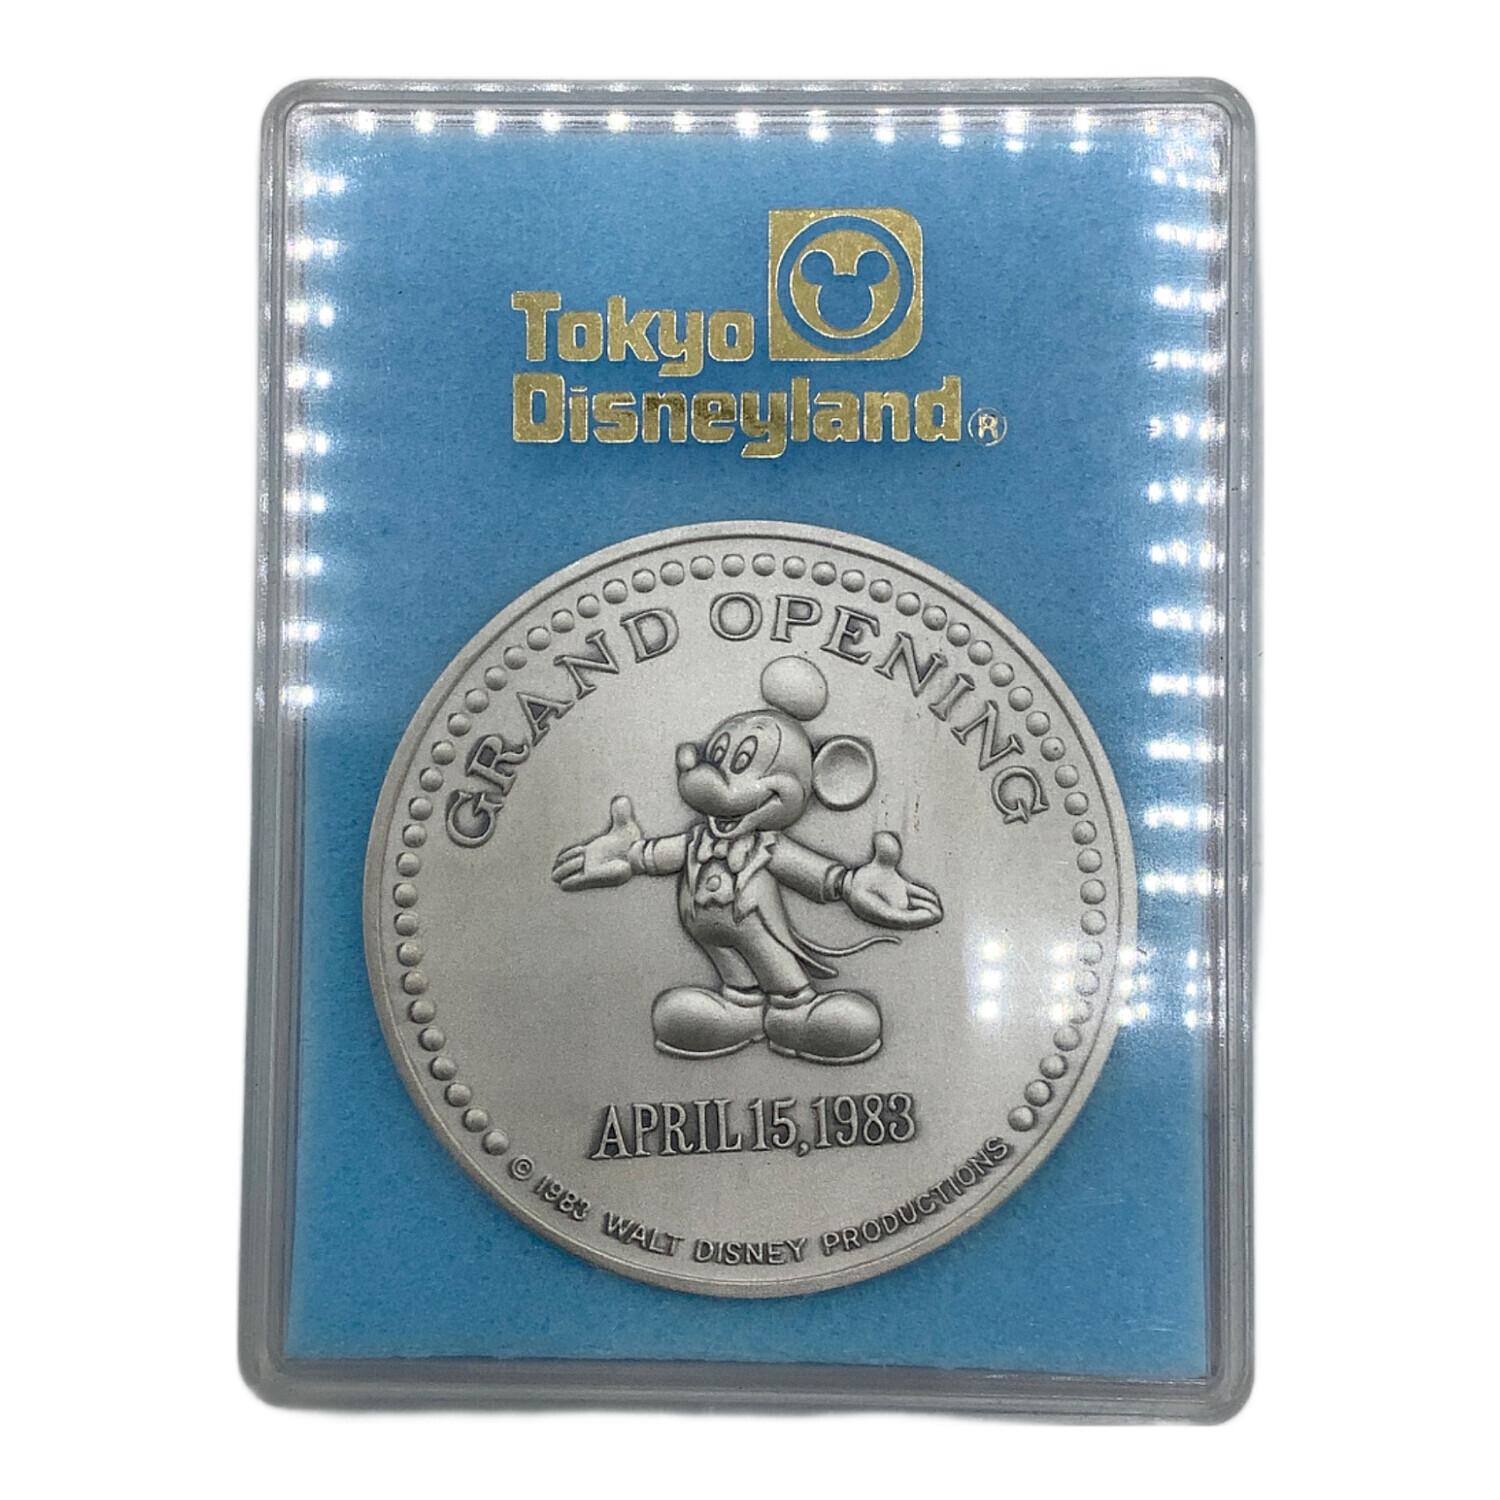 Tokyo
Disneyland®
GRAND OPENING
APRIL 15, 1983
© 1983 WALT DISNEY PRODUCTIONS